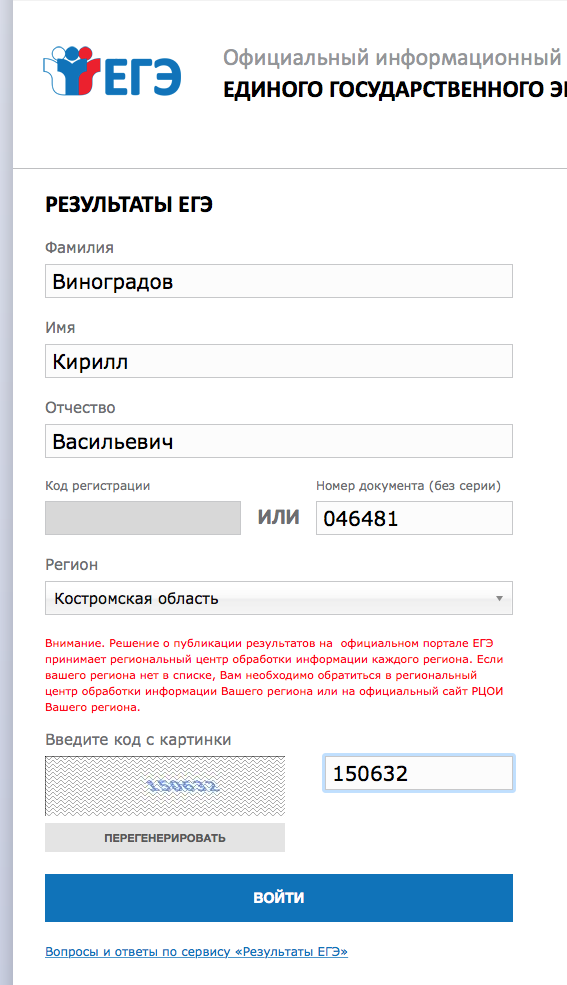 ЕГЭ
Официальный информационный
ЕДИНОГО ГОСУДАРСТВЕННОГО
РЕЗУЛЬТАТЫ ЕГЭ
Фамилия
Виноградов
Имя
Кирилл
Отчество
Васильевич
Код регистрации
ИЛИ
Номер документа (без серии)
046481
Регион
Костромская область
Внимание. Решение о публикации результатов на официальном портале ЕГЭ
принимает региональный центр обработки информации каждого региона. Если
вашего региона нет в списке, Вам необходимо обратиться в региональный
центр обработки информации Вашего региона или на официальный сайт РЦОИ
Вашего региона.
Введите код с картинки
150632
150632
ПЕРЕГЕНЕРИРОВАТЬ
ВОЙТИ
Вопросы и ответы по сервису «Результаты ЕГЭ»